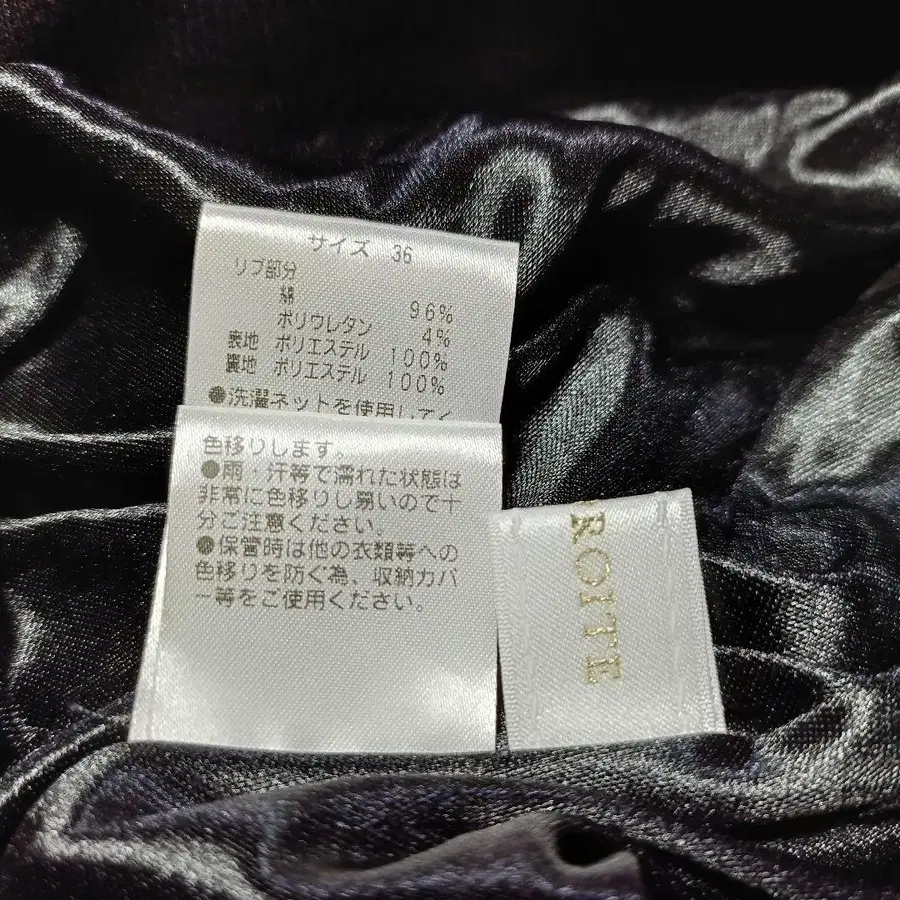 サイズ 36
リブ部分
綿 96%
ポリウレタン 4%
表地 ポリエステル 100%
裏地 ポリエステル 100%
●洗濯ネットを使用してく
色移りします。
●雨・汗等で濡れた状態は
非常に色移りし易いので十
分ご注意ください。
●保管時は他の衣類等への
色移りを防ぐ為、収納カバ
ー等をご使用ください。
ROITE